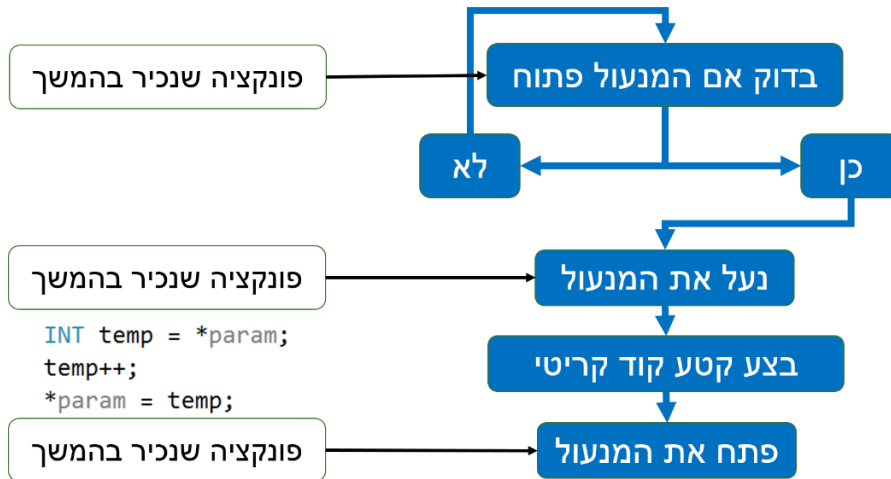 בדוק אם המנעול פתוח
פונקציה שנכיר בהמשך
כן
לא
נעל את המנעול
פונקציה שנכיר בהמשך
בצע קטע קוד קריטי
INT temp = *param;
temp++;
*param = temp;
פתח את המנעול
פונקציה שנכיר בהמשך